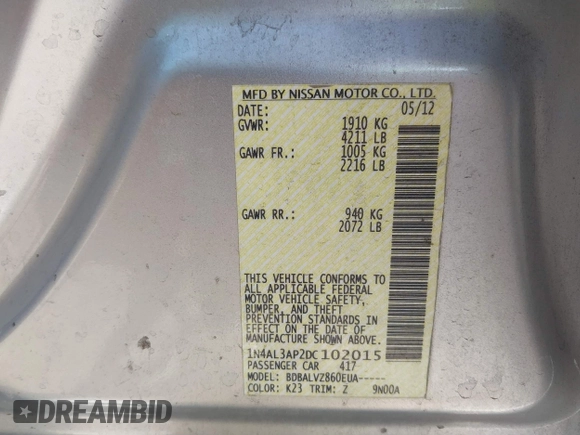 MFD BY NISSAN MOTOR CO., LTD.
DATE: 05/12
GVWR: 1910 KG
4211 LB
GAWR FR.: 1005 KG
2216 LB
GAWR RR.: 940 KG
2072 LB
THIS VEHICLE CONFORMS TO
ALL APPLICABLE FEDERAL
MOTOR VEHICLE SAFETY,
BUMPER, AND THEFT
PREVENTION STANDARDS IN
EFFECT ON THE DATE OF
MANUFACTURE SHOWN ABOVE.
1N4AL3AP2DC102015
PASSENGER CAR 417
MODEL: BDBALVZ860EUA-----
COLOR: K23 TRIM: Z 9N00A
EPICBID
DEALERS AUCTION